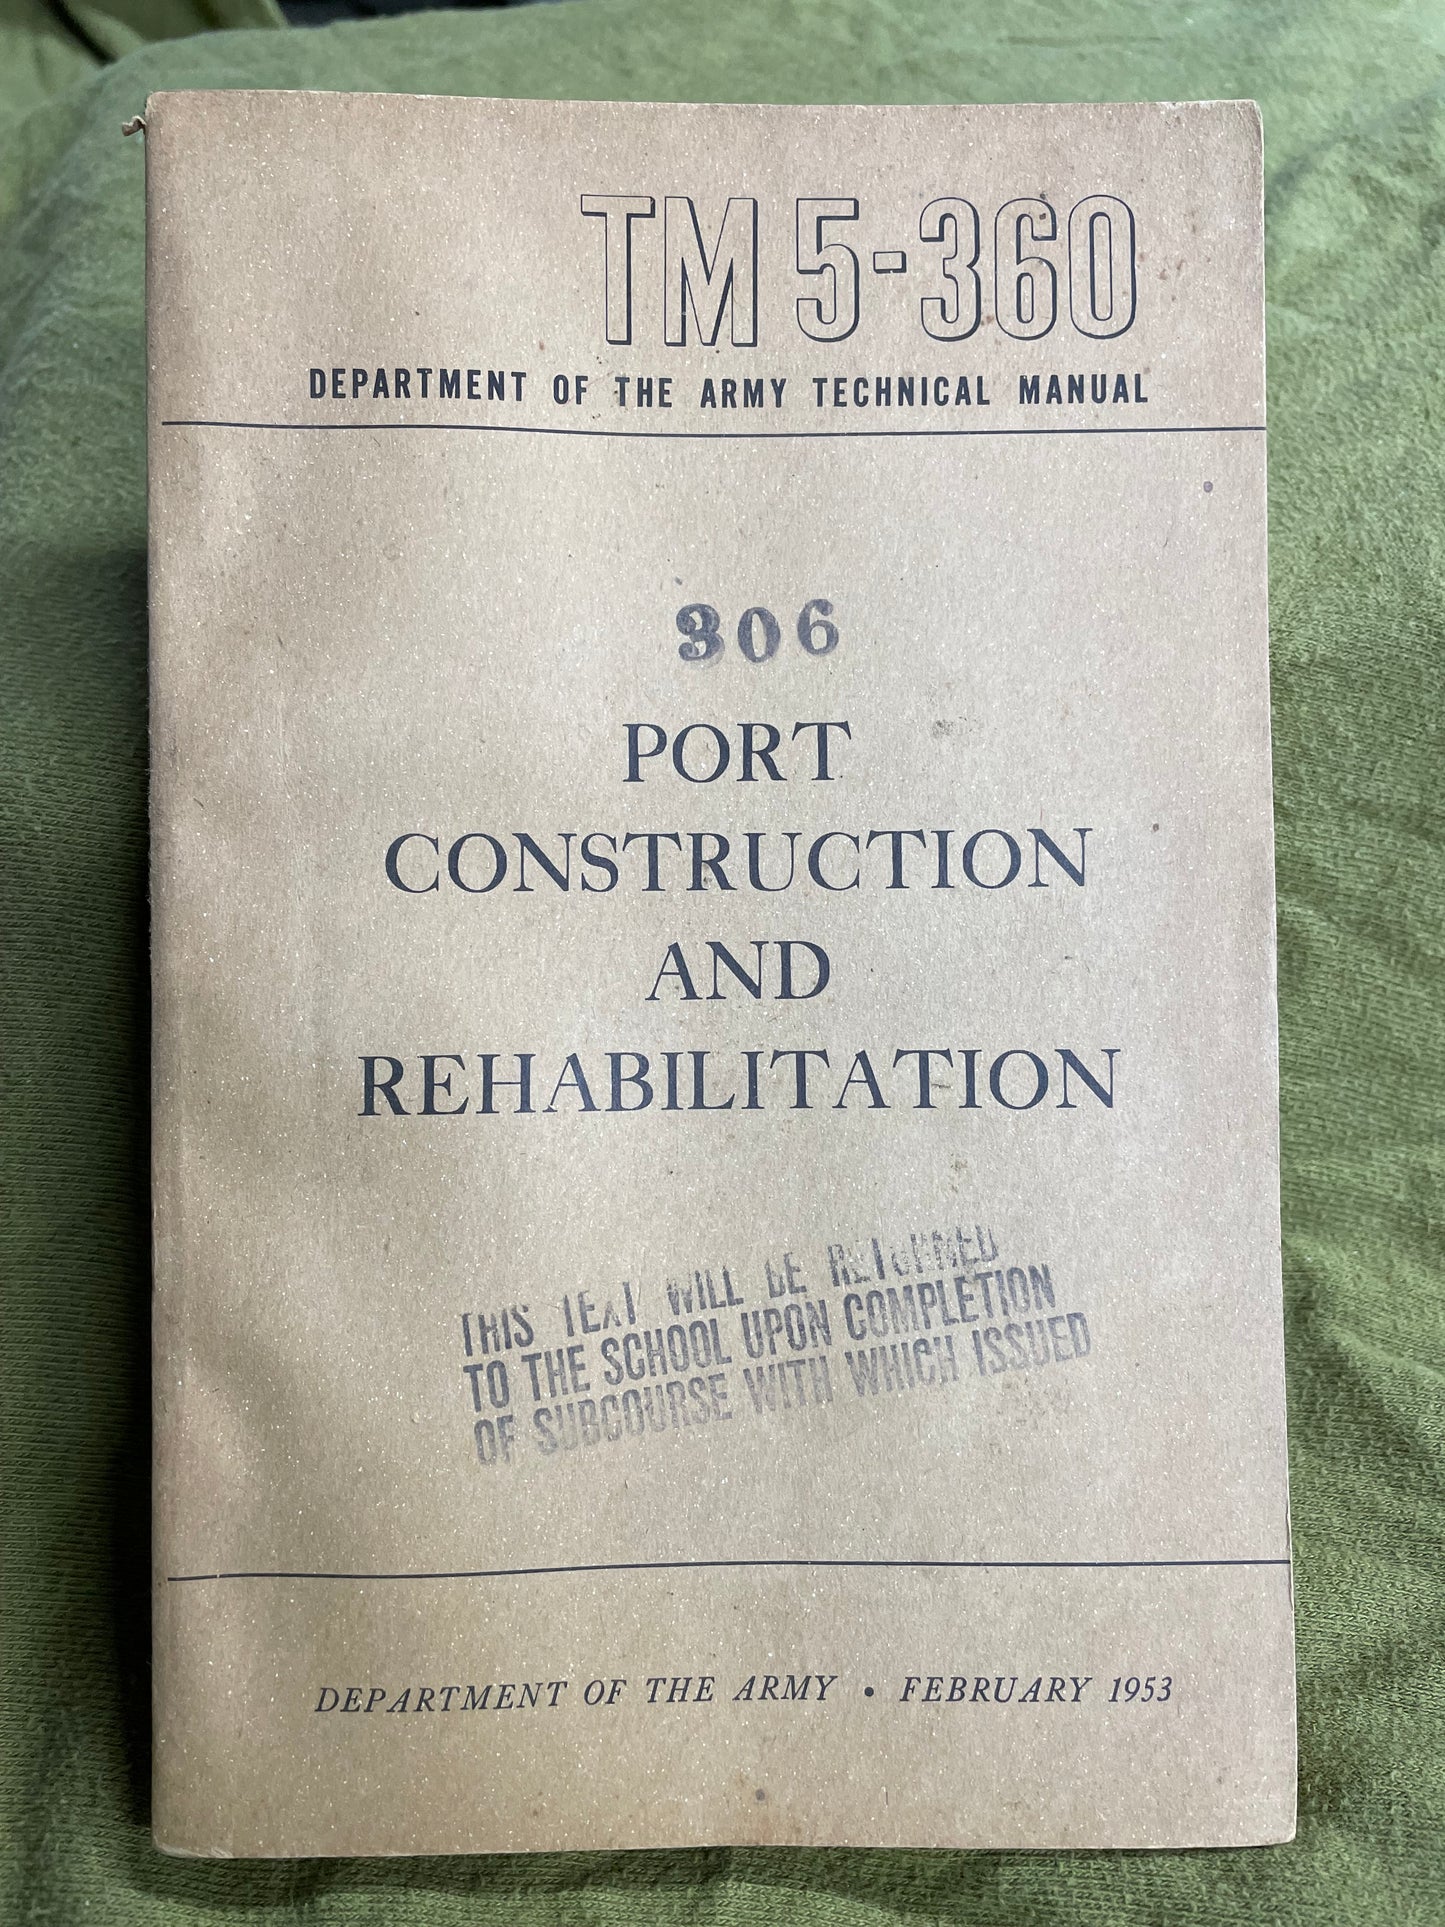 TM 5-360
DEPARTMENT OF THE ARMY TECHNICAL MANUAL
306
PORT
CONSTRUCTION
AND
REHABILITATION
THIS TEXT WILL BE RETURNED
TO THE SCHOOL UPON COMPLETION
OF SUBCOURSE WITH WHICH ISSUED
DEPARTMENT OF THE ARMY • FEBRUARY 1953